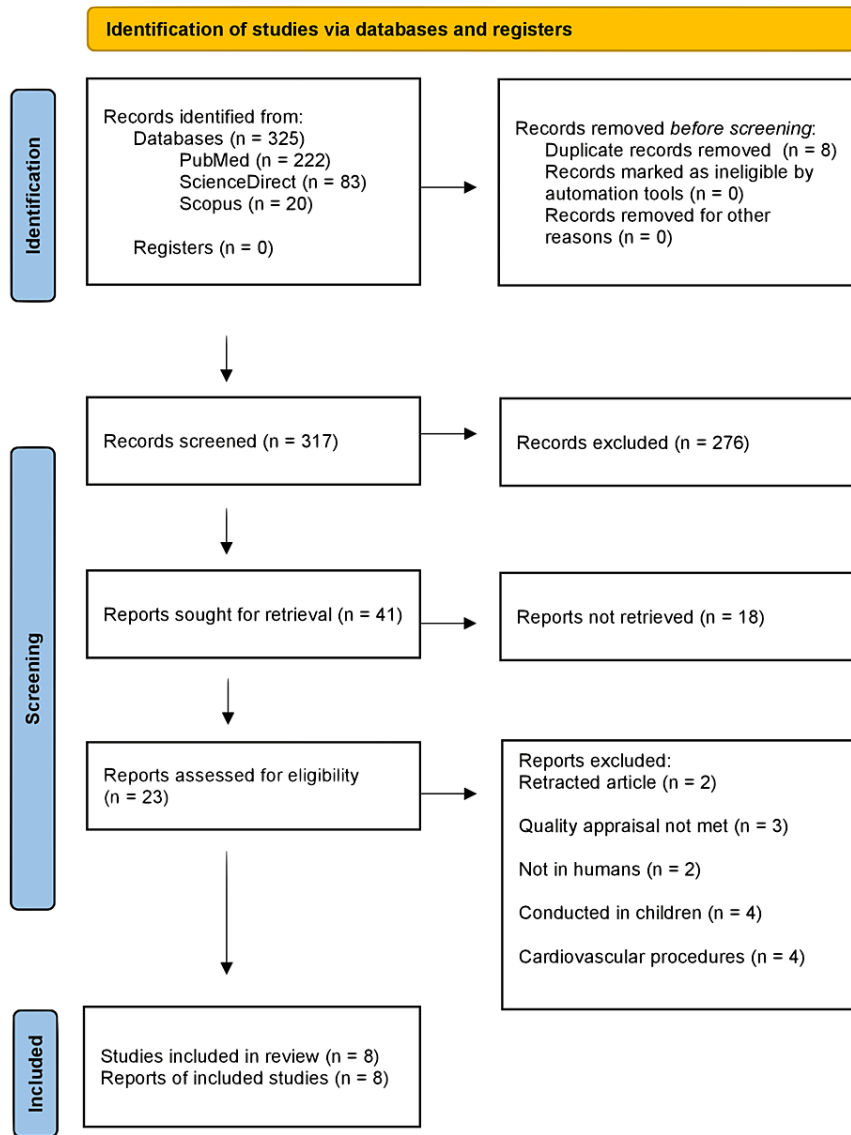 Identification of studies via databases and registers
Identification
Records identified from:
Databases (n = 325)
PubMed (n = 222)
ScienceDirect (n = 83)
Scopus (n = 20)
Registers (n = 0)
Records removed before screening:
Duplicate records removed (n = 8)
Records marked as ineligible by
automation tools (n = 0)
Records removed for other
reasons (n = 0)
Screening
Records screened (n = 317)
Records excluded (n = 276)
Reports sought for retrieval (n = 41)
Reports not retrieved (n = 18)
Reports assessed for eligibility
(n = 23)
Reports excluded:
Retracted article (n = 2)
Quality appraisal not met (n = 3)
Not in humans (n = 2)
Conducted in children (n = 4)
Cardiovascular procedures (n = 4)
Included
Studies included in review (n = 8)
Reports of included studies (n = 8)